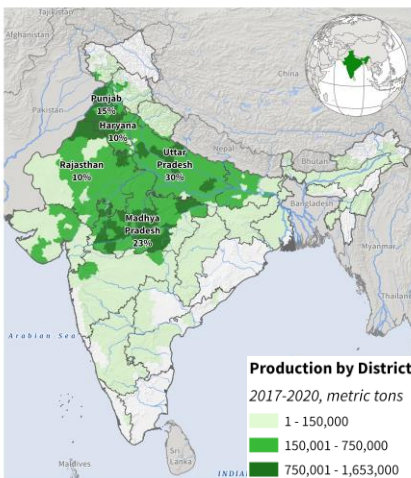 Tajikistan
Afghanistan
China
Pakistan
Punjab
15%
Haryana
10%
Nepal
Rajasthan
10%
Uttar
Pradesh
30%
Bhutan
Bangladesh
Madhya
Pradesh
23%
Myanmar
Thailand
Arabian Sea
Production by District
2017-2020, metric tons
1 - 150,000
150,001 - 750,000
750,001 - 1,653,000
Sri
Lanka
Maldives